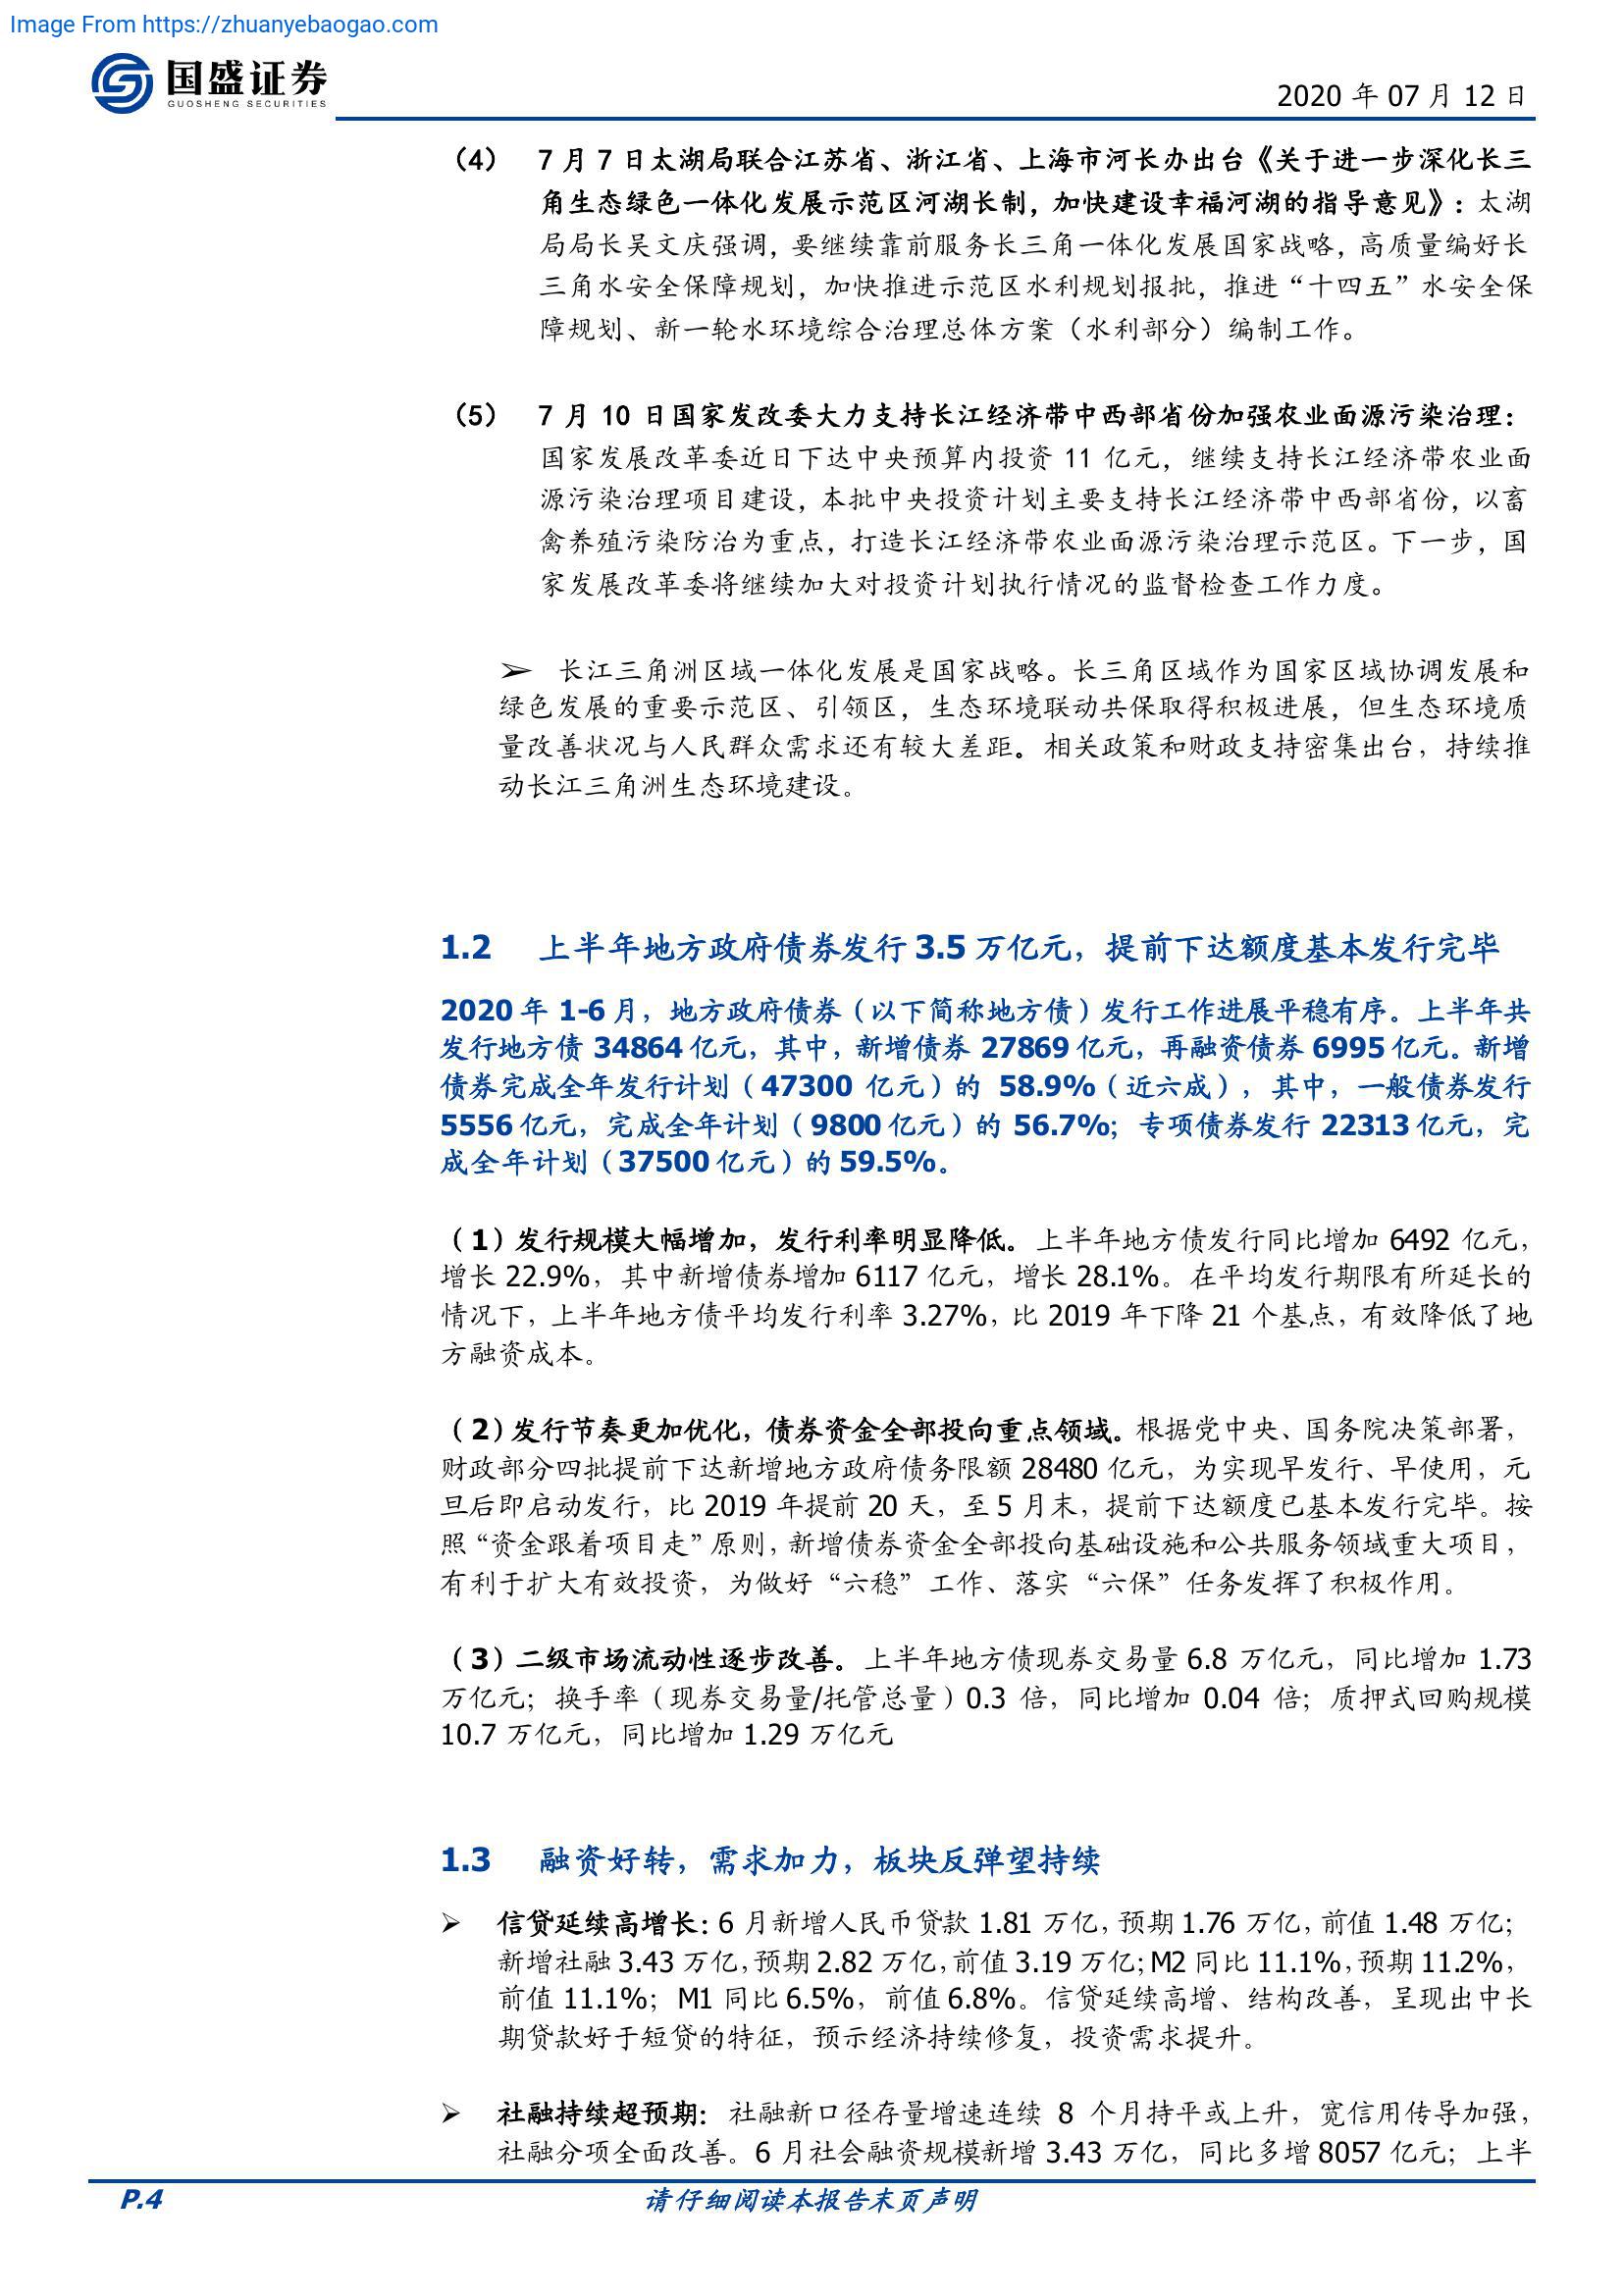 Image From https://zhuanyebaogao.com
国盛证券
GUOSHENG SECURITIES
2020 年 07 月 12 日
（4） 7 月 7 日太湖局联合江苏省、浙江省、上海市河长办出台《关于进一步深化长三
角生态绿色一体化发展示范区河湖长制，加快建设幸福河湖的指导意见》：太湖
局局长吴文庆强调，要继续靠前服务长三角一体化发展国家战略，高质量编好长
三角水安全保障规划，加快推进示范区水利规划报批，推进“十四五”水安全保
障规划、新一轮水环境综合治理总体方案（水利部分）编制工作。
（5） 7 月 10 日国家发改委大力支持长江经济带中西部省份加强农业面源污染治理：
国家发展改革委近日下达中央预算内投资 11 亿元，继续支持长江经济带农业面
源污染治理项目建设，本批中央投资计划主要支持长江经济带中西部省份，以畜
禽养殖污染防治为重点，打造长江经济带农业面源污染治理示范区。下一步，国
家发展改革委将继续加大对投资计划执行情况的监督检查工作力度。
➢ 长江三角洲区域一体化发展是国家战略。长三角区域作为国家区域协调发展和
绿色发展的重要示范区、引领区，生态环境联动共保取得积极进展，但生态环境质
量改善状况与人民群众需求还有较大差距。相关政策和财政支持密集出台，持续推
动长江三角洲生态环境建设。
1.2 上半年地方政府债券发行 3.5 万亿元，提前下达额度基本发行完毕
2020 年 1-6 月，地方政府债券（以下简称地方债）发行工作进展平稳有序。上半年共
发行地方债 34864 亿元，其中，新增债券 27869 亿元，再融资债券 6995 亿元。新增
债券完成全年发行计划（47300 亿元）的 58.9%（近六成），其中，一般债券发行
5556 亿元，完成全年计划（9800 亿元）的 56.7%；专项债券发行 22313 亿元，完
成全年计划（37500 亿元）的 59.5%。
（1）发行规模大幅增加，发行利率明显降低。上半年地方债发行同比增加 6492 亿元，
增长 22.9%，其中新增债券增加 6117 亿元，增长 28.1%。在平均发行期限有所延长的
情况下，上半年地方债平均发行利率 3.27%，比 2019 年下降 21 个基点，有效降低了地
方融资成本。
（2）发行节奏更加优化，债券资金全部投向重点领域。根据党中央、国务院决策部署，
财政部分四批提前下达新增地方政府债务限额 28480 亿元，为实现早发行、早使用，元
旦后即启动发行，比 2019 年提前 20 天，至 5 月末，提前下达额度已基本发行完毕。按
照“资金跟着项目走”原则，新增债券资金全部投向基础设施和公共服务领域重大项目，
有利于扩大有效投资，为做好“六稳”工作、落实“六保”任务发挥了积极作用。
（3）二级市场流动性逐步改善。上半年地方债现券交易量 6.8 万亿元，同比增加 1.73
万亿元；换手率（现券交易量/托管总量）0.3 倍，同比增加 0.04 倍；质押式回购规模
10.7 万亿元，同比增加 1.29 万亿元
1.3 融资好转，需求加力，板块反弹望持续
➢ 信贷延续高增长：6 月新增人民币贷款 1.81 万亿，预期 1.76 万亿，前值 1.48 万亿；
新增社融 3.43 万亿，预期 2.82 万亿，前值 3.19 万亿；M2 同比 11.1%，预期 11.2%，
前值 11.1%；M1 同比 6.5%，前值 6.8%。信贷延续高增、结构改善，呈现出中长
期贷款好于短贷的特征，预示经济持续修复，投资需求提升。
➢ 社融持续超预期：社融新口径存量增速连续 8 个月持平或上升，宽信用传导加强，
社融分项全面改善。6 月社会融资规模新增 3.43 万亿，同比多增 8057 亿元；上半
P.4
请仔细阅读本报告末页声明